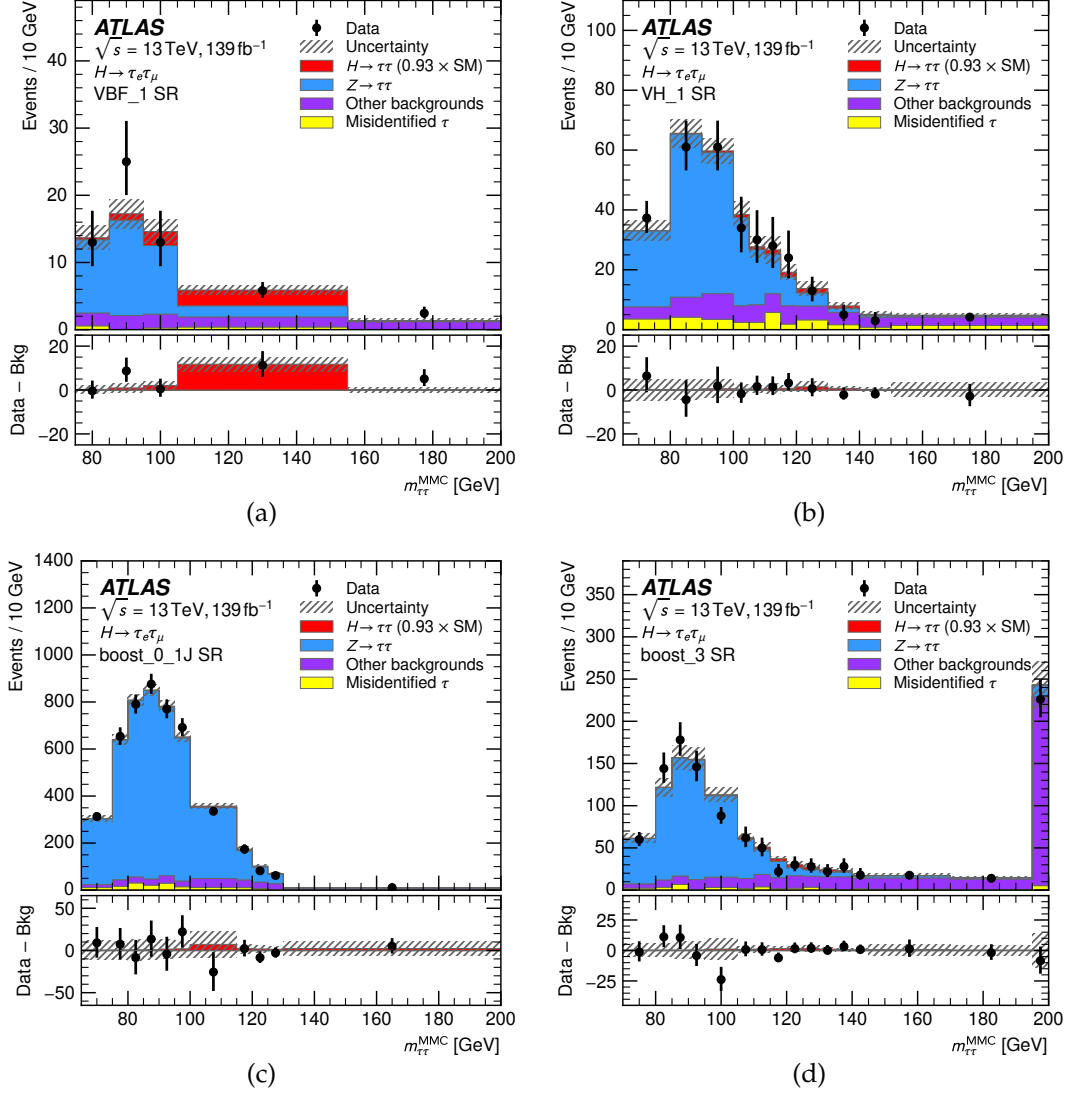 ATLAS
√s = 13 TeV, 139 fb⁻¹
H → τₑτμ
VBF_1 SR
Data
Uncertainty
H → ττ (0.93 × SM)
Z → ττ
Other backgrounds
Misidentified τ
Events / 10 GeV
40
30
20
10
0
Data − Bkg
20
0
−20
80 100 120 140 160 180 200
m_ττ^MMC [GeV]
(a)
ATLAS
√s = 13 TeV, 139 fb⁻¹
H → τₑτμ
VH_1 SR
Data
Uncertainty
H → ττ (0.93 × SM)
Z → ττ
Other backgrounds
Misidentified τ
Events / 10 GeV
100
80
60
40
20
0
Data − Bkg
20
0
−20
80 100 120 140 160 180 200
m_ττ^MMC [GeV]
(b)
ATLAS
√s = 13 TeV, 139 fb⁻¹
H → τₑτμ
boost_0_1J SR
Data
Uncertainty
H → ττ (0.93 × SM)
Z → ττ
Other backgrounds
Misidentified τ
Events / 10 GeV
1400
1200
1000
800
600
400
200
0
Data − Bkg
50
0
−50
80 100 120 140 160 180 200
m_ττ^MMC [GeV]
(c)
ATLAS
√s = 13 TeV, 139 fb⁻¹
H → τₑτμ
boost_3 SR
Data
Uncertainty
H → ττ (0.93 × SM)
Z → ττ
Other backgrounds
Misidentified τ
Events / 10 GeV
350
300
250
200
150
100
50
0
Data − Bkg
25
0
−25
80 100 120 140 160 180 200
m_ττ^MMC [GeV]
(d)